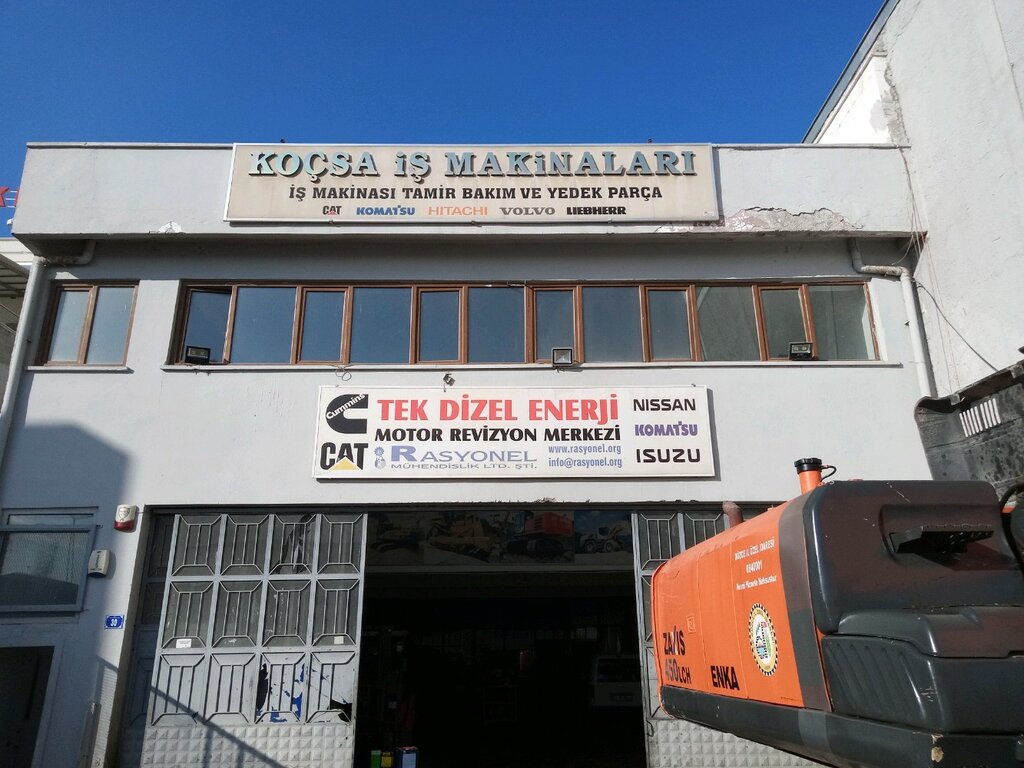 KOÇSA İŞ MAKİNALARI
İŞ MAKİNASI TAMİR BAKIM VE YEDEK PARÇA
CAT KOMATSU HITACHI VOLVO LIEBHERR
Cummins
CAT
TEK DİZEL ENERJİ
MOTOR REVİZYON MERKEZİ
RASYONEL
MÜHENDİSLİK LTD. ŞTİ.
www.rasyonel.org
info@rasyonel.org
NISSAN
KOMATSU
ISUZU
30
ENKA